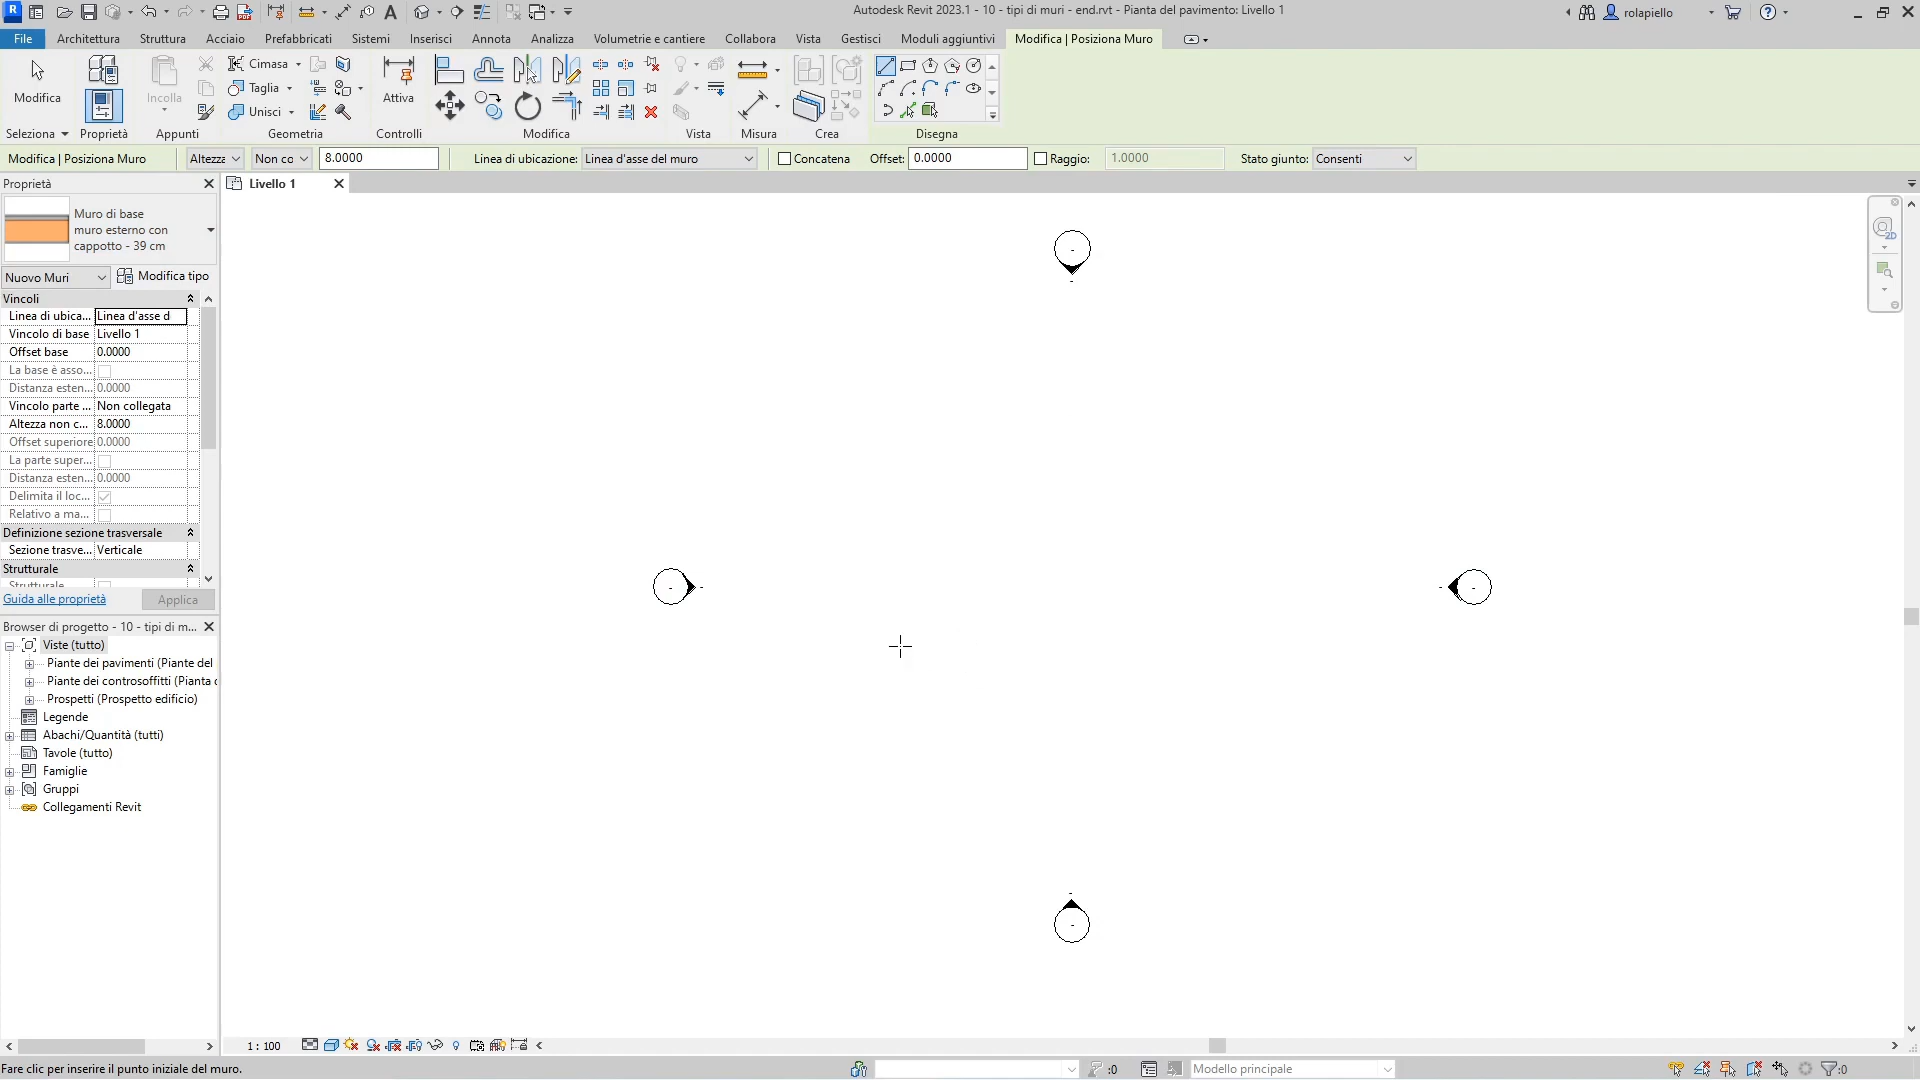 Autodesk Revit 2023.1 - 10 - tipi di muri - end.rvt - Pianta del pavimento: Livello 1
rolapiello
File Architettura Struttura Acciaio Prefabbricati Sistemi Inserisci Annota Analizza Volumetrie e cantiere Collabora Vista Gestisci Moduli aggiuntivi Modifica | Posiziona Muro
Cimasa
Taglia
Unisci
Modifica
Incolla
Attiva
Seleziona Proprietà Appunti Geometria Controlli Modifica Vista Misura Crea Disegna
Modifica | Posiziona Muro Altezz Non co 8.0000 Linea di ubicazione: Linea d'asse del muro Concatena Offset: 0.0000 Raggio: 1.0000 Stato giunto: Consenti
Proprietà
Livello 1
Muro di base
muro esterno con
cappotto - 39 cm
Nuovo Muri Modifica tipo
Vincoli
Linea di ubica... Linea d'asse d
Vincolo di base Livello 1
Offset base 0.0000
La base è asso...
Distanza esten... 0.0000
Vincolo parte ... Non collegata
Altezza non c... 8.0000
Offset superiore 0.0000
La parte super...
Distanza esten... 0.0000
Delimita il loc...
Relativo a ma...
Definizione sezione trasversale
Sezione trasve... Verticale
Strutturale
Strutturale
Guida alle proprietà Applica
Browser di progetto - 10 - tipi di m...
Viste (tutto)
Piante dei pavimenti (Piante del
Piante dei controsoffitti (Pianta
Prospetti (Prospetto edificio)
Legende
Abachi/Quantità (tutti)
Tavole (tutto)
Famiglie
Gruppi
Collegamenti Revit
1 : 100
Fare clic per inserire il punto iniziale del muro.
:0
Modello principale
:0
2D